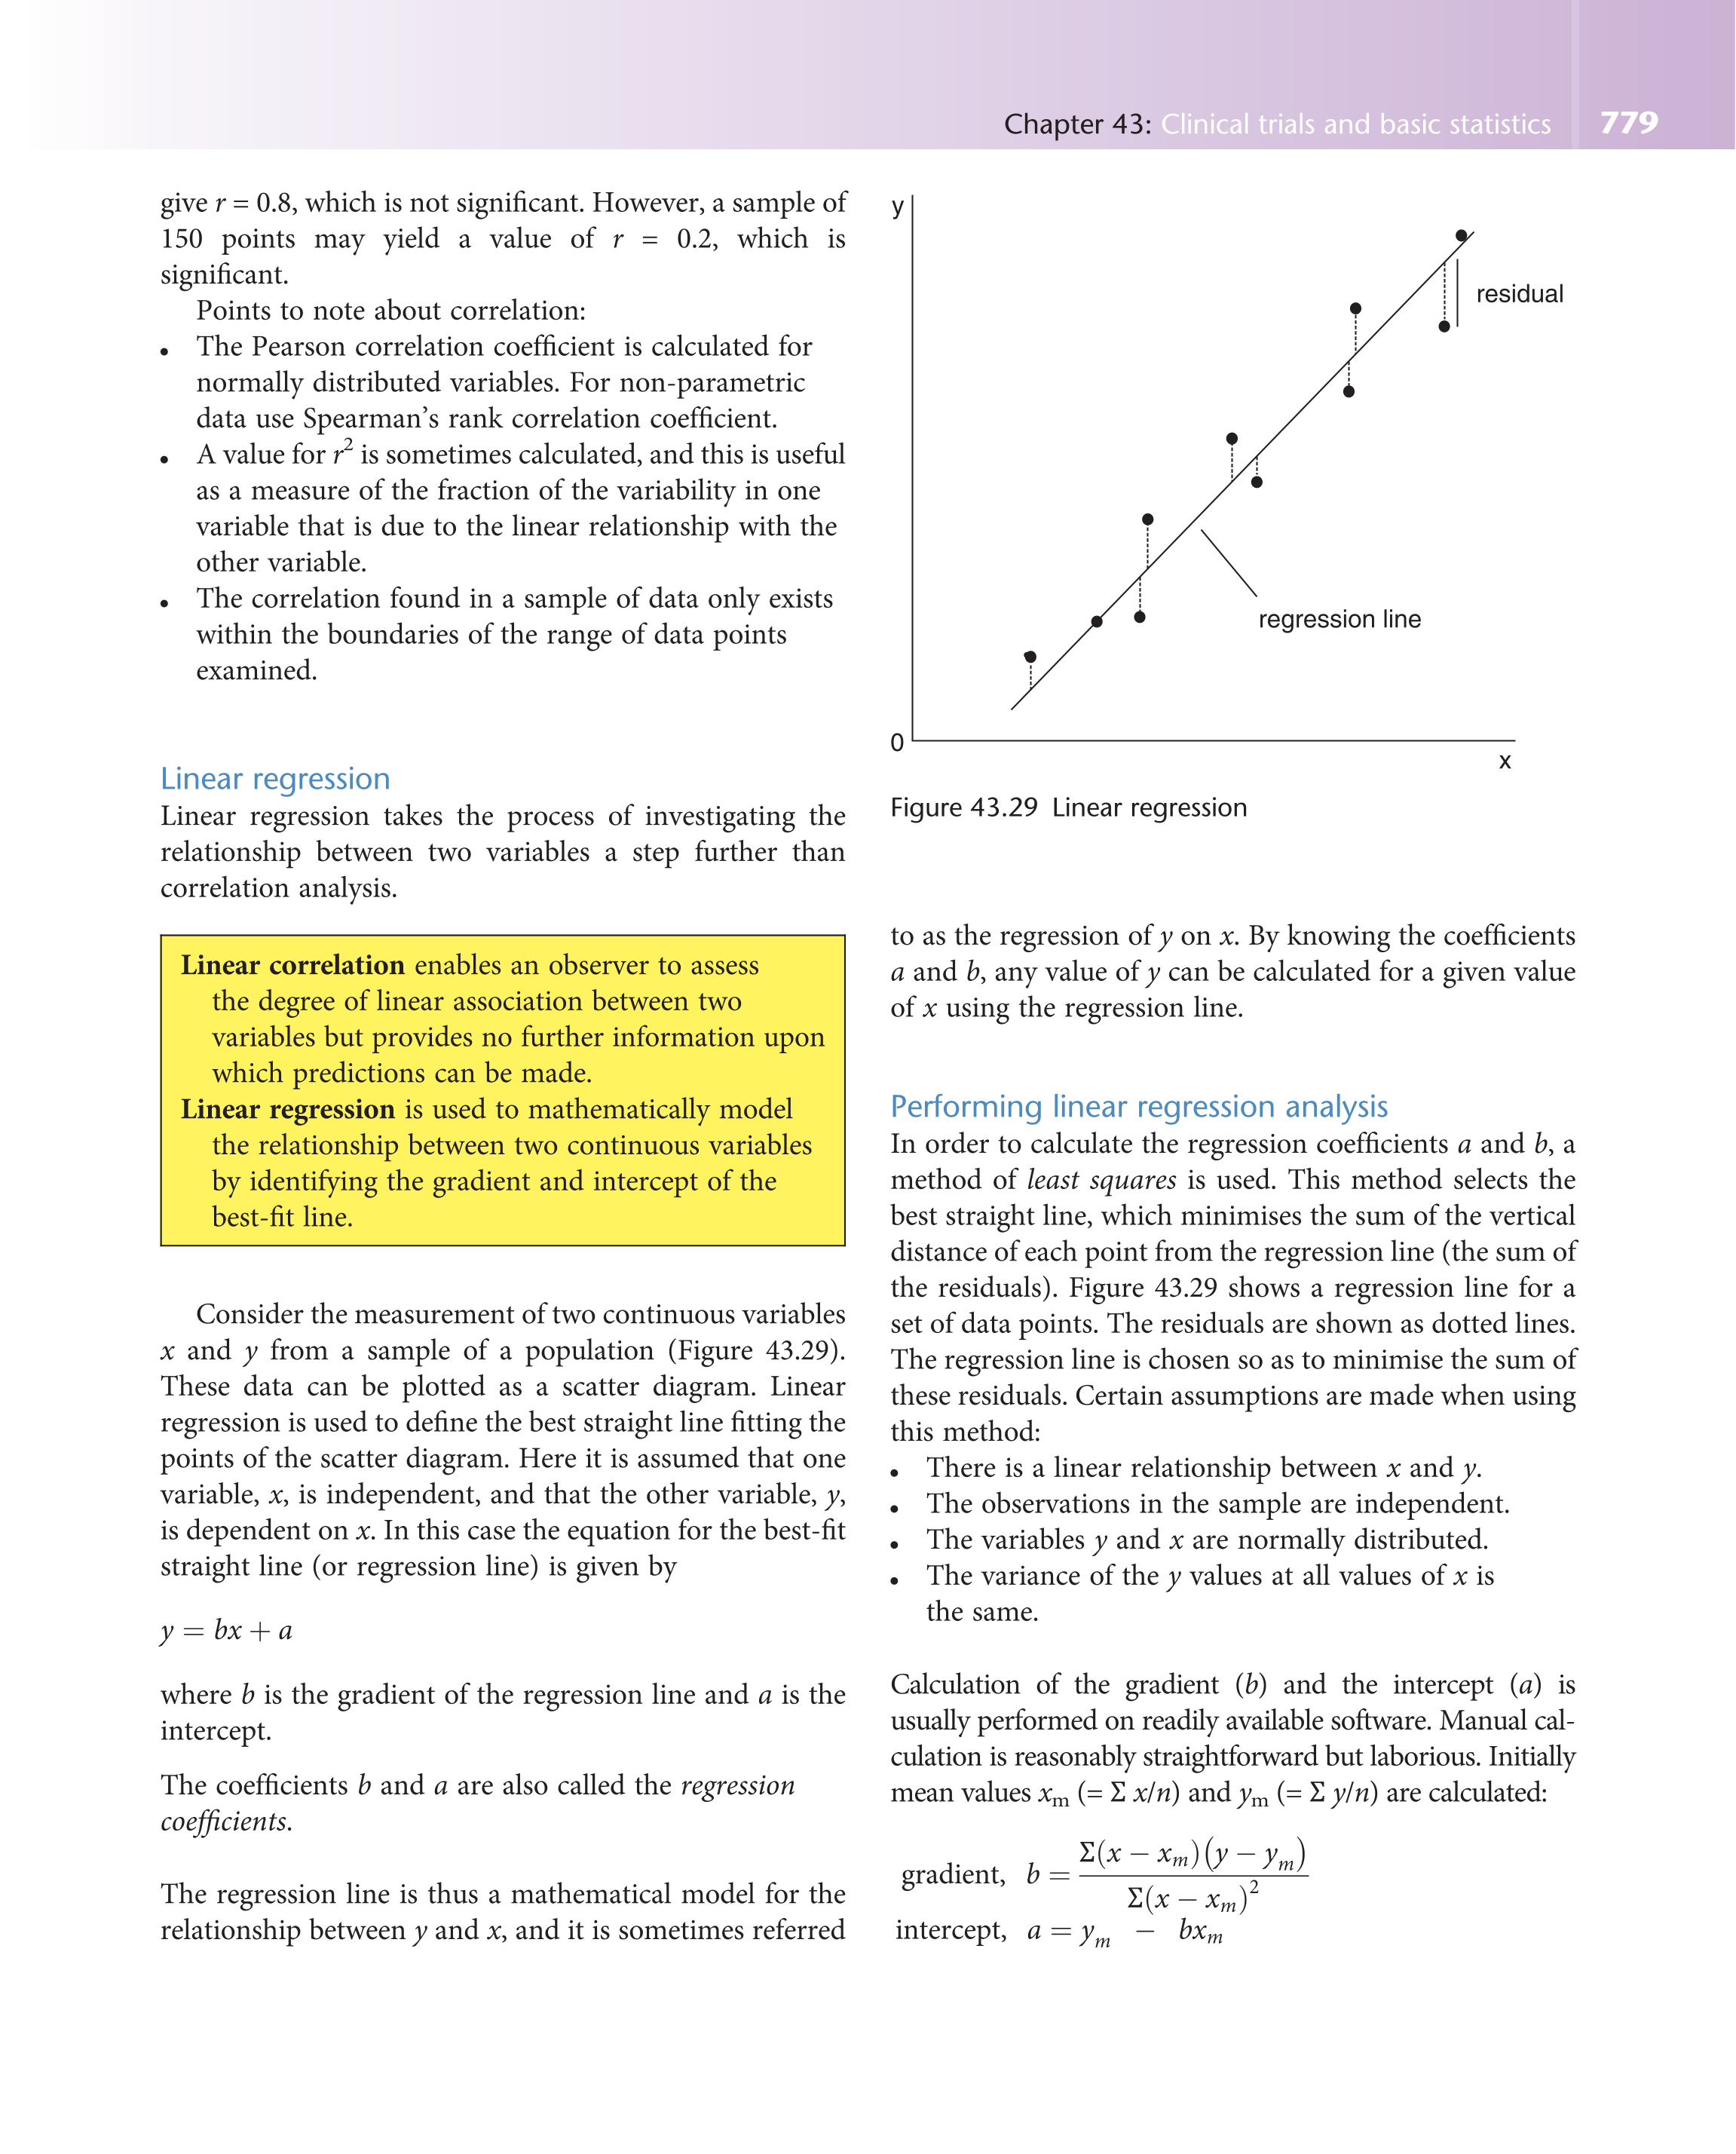 Chapter 43: Clinical trials and basic statistics 779
give r = 0.8, which is not significant. However, a sample of
150 points may yield a value of r = 0.2, which is
significant.
Points to note about correlation:
• The Pearson correlation coefficient is calculated for
normally distributed variables. For non-parametric
data use Spearman's rank correlation coefficient.
• A value for r² is sometimes calculated, and this is useful
as a measure of the fraction of the variability in one
variable that is due to the linear relationship with the
other variable.
• The correlation found in a sample of data only exists
within the boundaries of the range of data points
examined.
Linear regression
Linear regression takes the process of investigating the
relationship between two variables a step further than
correlation analysis.
Linear correlation enables an observer to assess
the degree of linear association between two
variables but provides no further information upon
which predictions can be made.
Linear regression is used to mathematically model
the relationship between two continuous variables
by identifying the gradient and intercept of the
best-fit line.
Consider the measurement of two continuous variables
x and y from a sample of a population (Figure 43.29).
These data can be plotted as a scatter diagram. Linear
regression is used to define the best straight line fitting the
points of the scatter diagram. Here it is assumed that one
variable, x, is independent, and that the other variable, y,
is dependent on x. In this case the equation for the best-fit
straight line (or regression line) is given by
y = bx + a
where b is the gradient of the regression line and a is the
intercept.
The coefficients b and a are also called the regression
coefficients.
The regression line is thus a mathematical model for the
relationship between y and x, and it is sometimes referred
y
residual
regression line
0
x
Figure 43.29 Linear regression
to as the regression of y on x. By knowing the coefficients
a and b, any value of y can be calculated for a given value
of x using the regression line.
Performing linear regression analysis
In order to calculate the regression coefficients a and b, a
method of least squares is used. This method selects the
best straight line, which minimises the sum of the vertical
distance of each point from the regression line (the sum of
the residuals). Figure 43.29 shows a regression line for a
set of data points. The residuals are shown as dotted lines.
The regression line is chosen so as to minimise the sum of
these residuals. Certain assumptions are made when using
this method:
• There is a linear relationship between x and y.
• The observations in the sample are independent.
• The variables y and x are normally distributed.
• The variance of the y values at all values of x is
the same.
Calculation of the gradient (b) and the intercept (a) is
usually performed on readily available software. Manual cal-
culation is reasonably straightforward but laborious. Initially
mean values xₘ (= Σ x/n) and yₘ (= Σ y/n) are calculated:
gradient, b = Σ(x − xₘ)(y − yₘ) / Σ(x − xₘ)²
intercept, a = yₘ − bxₘ